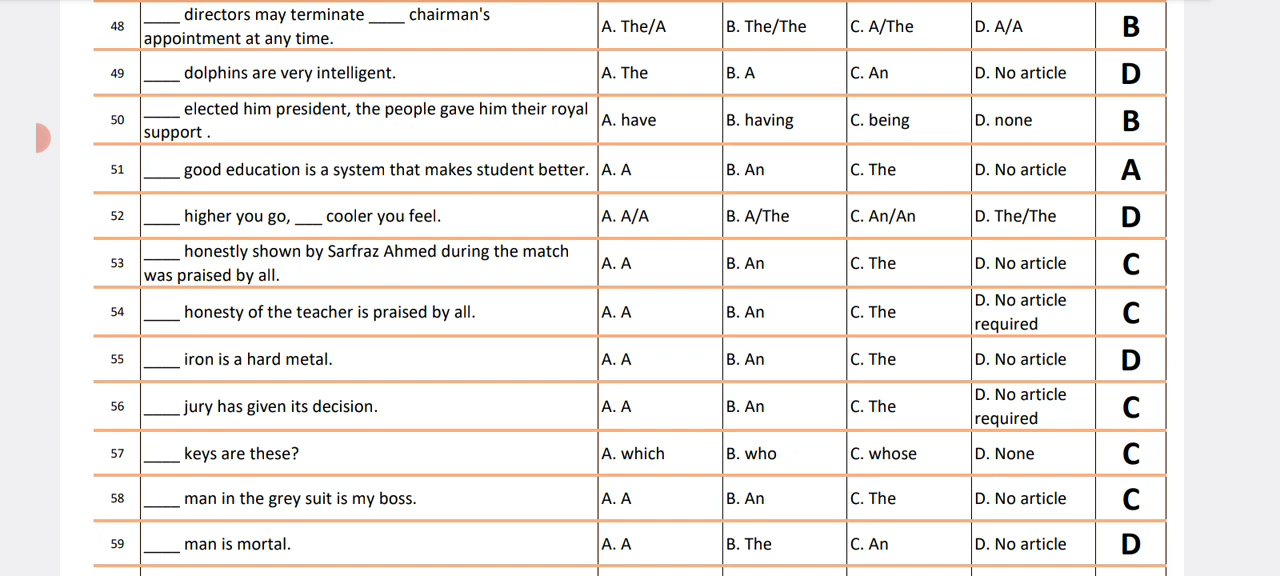 48 ____ directors may terminate ____ chairman's appointment at any time. A. The/A B. The/The C. A/The D. A/A B
49 ____ dolphins are very intelligent. A. The B. A C. An D. No article D
50 ____ elected him president, the people gave him their royal support . A. have B. having C. being D. none B
51 ____ good education is a system that makes student better. A. A B. An C. The D. No article A
52 ____ higher you go, ___ cooler you feel. A. A/A B. A/The C. An/An D. The/The D
53 ____ honestly shown by Sarfraz Ahmed during the match was praised by all. A. A B. An C. The D. No article C
54 ____ honesty of the teacher is praised by all. A. A B. An C. The D. No article required C
55 ____ iron is a hard metal. A. A B. An C. The D. No article D
56 ____ jury has given its decision. A. A B. An C. The D. No article required C
57 ____ keys are these? A. which B. who C. whose D. None C
58 ____ man in the grey suit is my boss. A. A B. An C. The D. No article C
59 ____ man is mortal. A. A B. The C. An D. No article D